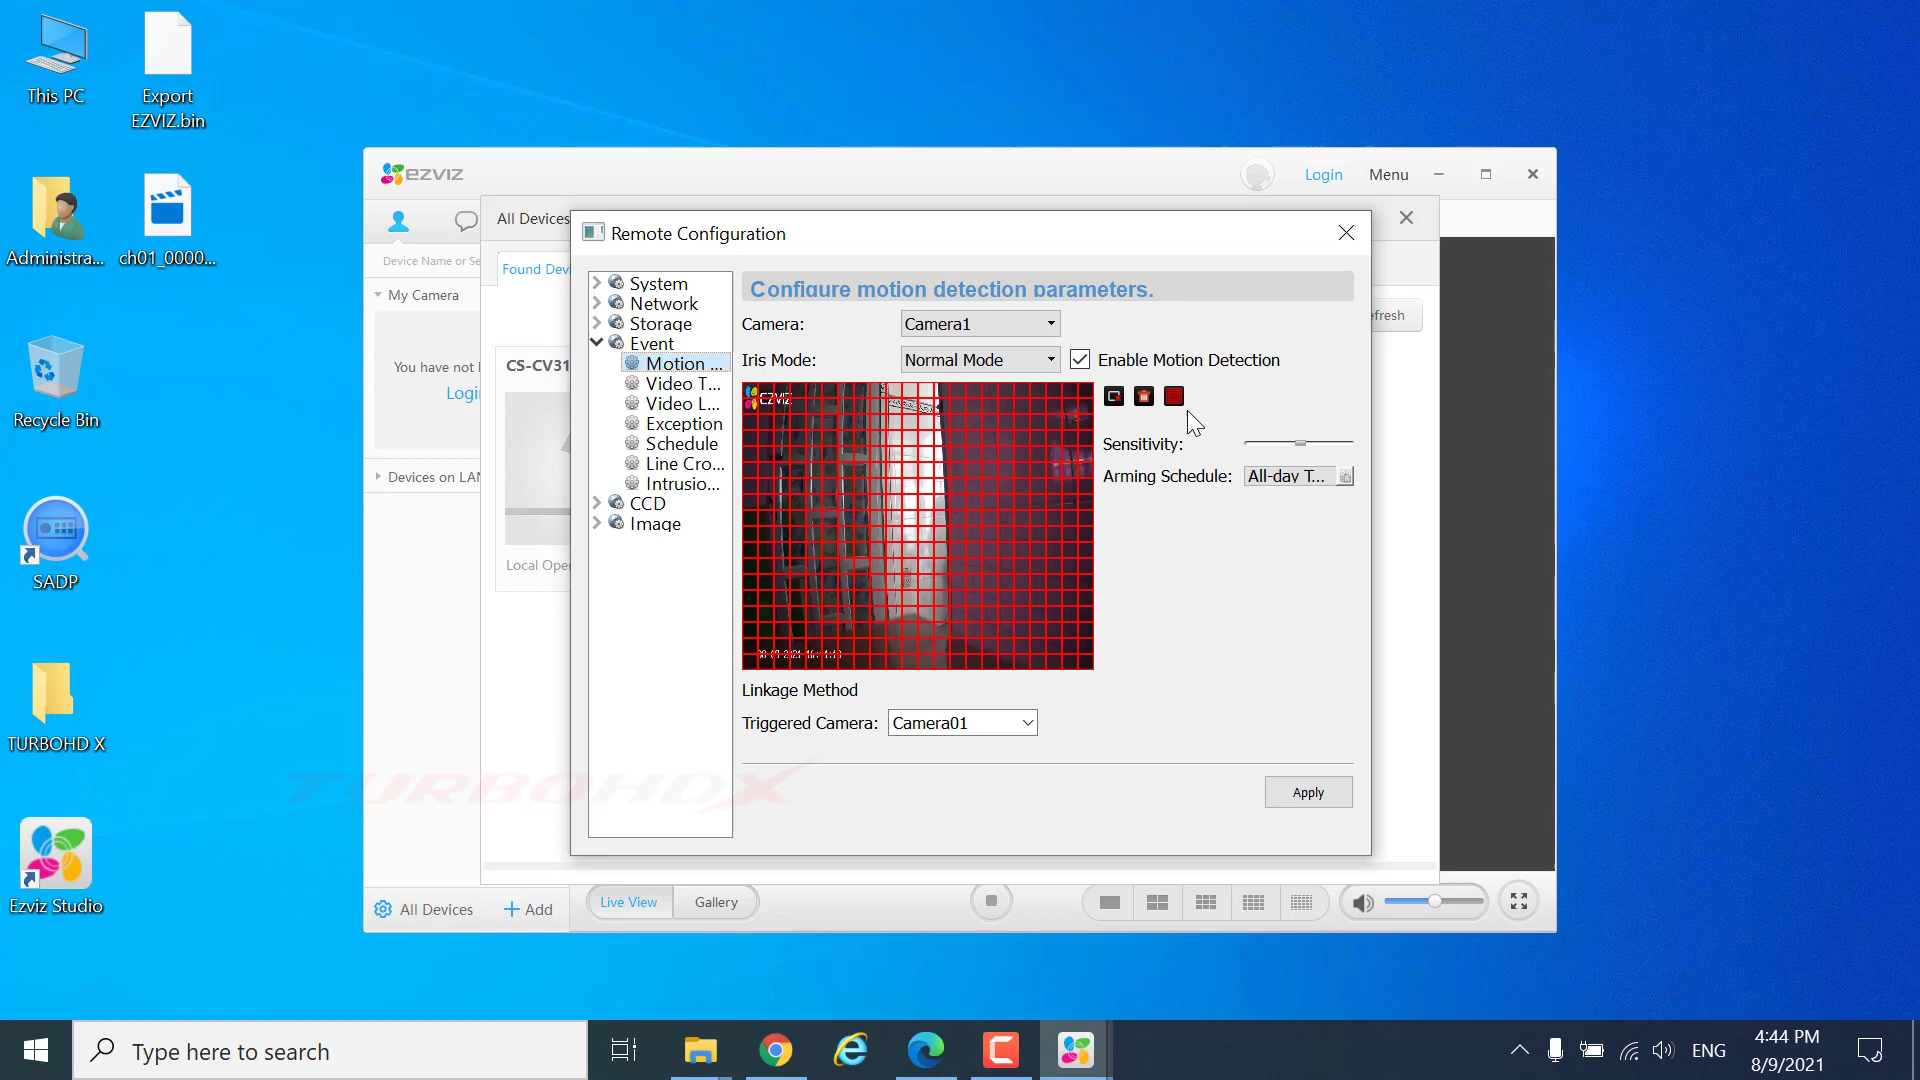 This PC
Export
EZVIZ.bin
Administra...
ch01_0000...
Recycle Bin
SADP
TURBOHD X
Ezviz Studio
ezviz
Login
Menu
All Devices
Device Name or Se
Found Devi
My Camera
efresh
You have not
Login
CS-CV31
Devices on LAN
Local Oper
All Devices
Add
Live View
Gallery
Remote Configuration
System
Network
Storage
Event
Motion ...
Video T...
Video L...
Exception
Schedule
Line Cro...
Intrusio...
CCD
Image
Configure motion detection parameters.
Camera:
Camera1
Iris Mode:
Normal Mode
Enable Motion Detection
EZVIZ
Sensitivity:
Arming Schedule:
All-day T...
Linkage Method
Triggered Camera:
Camera01
Apply
TURBOHDX
Type here to search
ENG
4:44 PM
8/9/2021